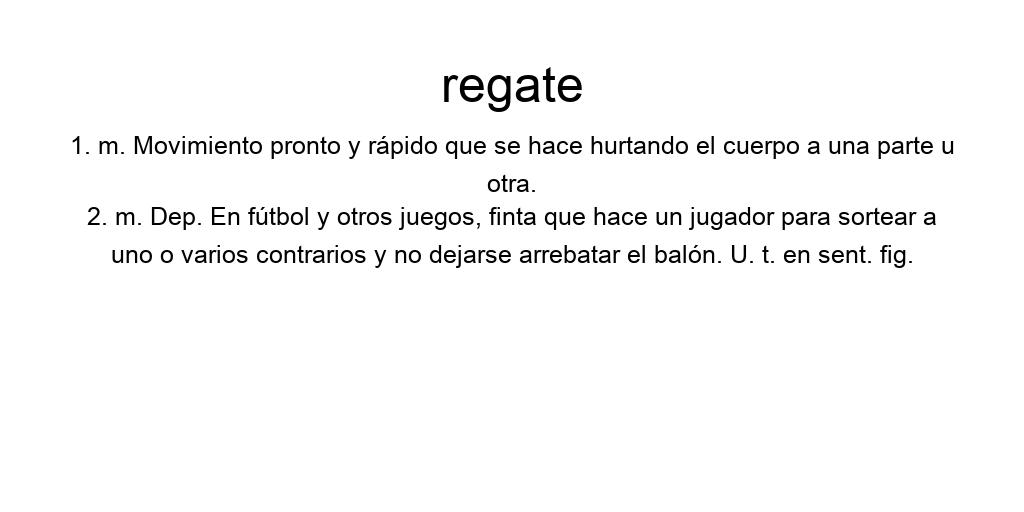 regate
1. m. Movimiento pronto y rápido que se hace hurtando el cuerpo a una parte u
otra.
2. m. Dep. En fútbol y otros juegos, finta que hace un jugador para sortear a
uno o varios contrarios y no dejarse arrebatar el balón. U. t. en sent. fig.